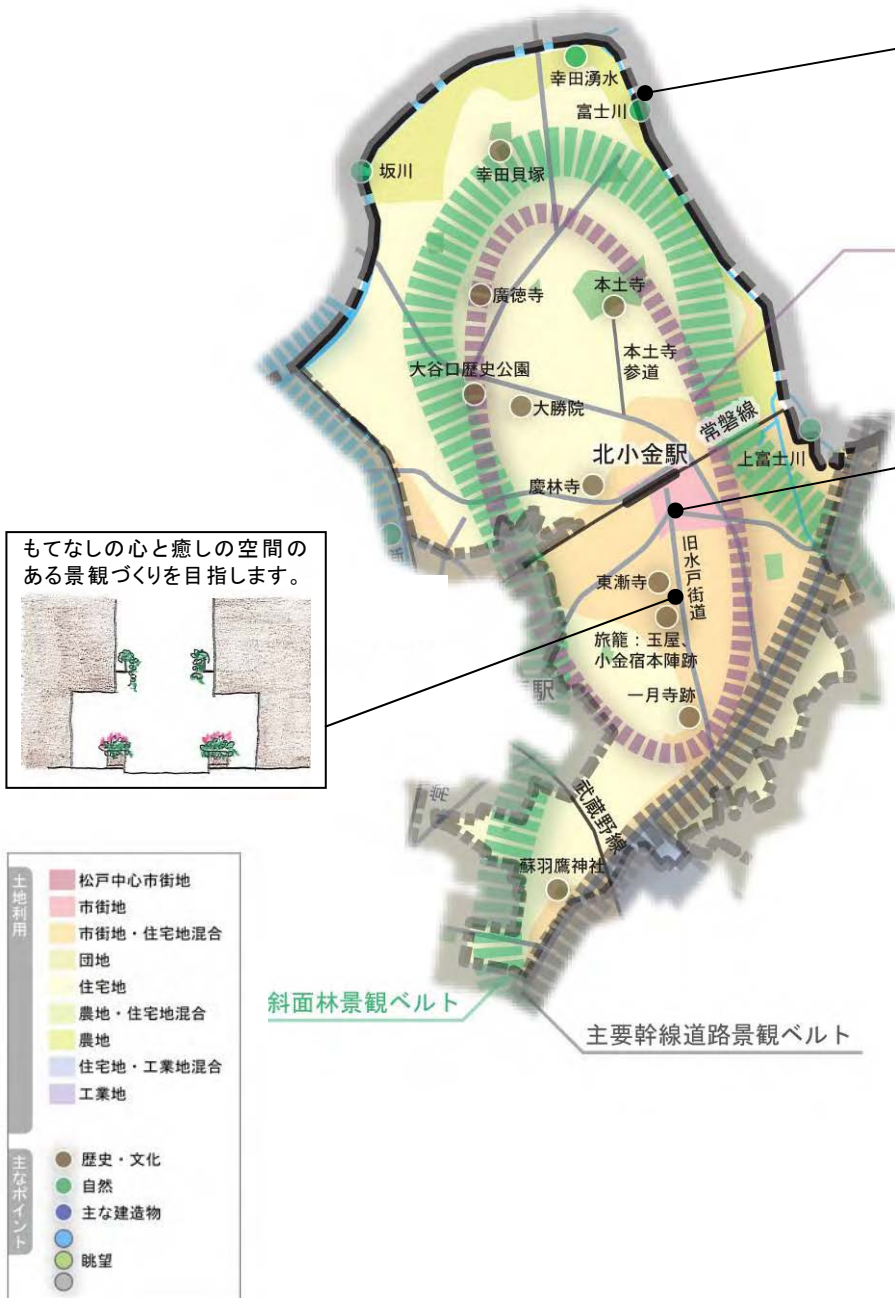 幸田湧水
富士川
坂川
幸田貝塚
廣徳寺
本土寺
本土寺
参道
大谷口歴史公園
大勝院
常磐線
北小金駅
上富士川
慶林寺
もてなしの心と癒しの空間の
ある景観づくりを目指します。
旧水戸街道
東漸寺
旅籠：玉屋、
小金宿本陣跡
駅
一月寺跡
常
武蔵野線
蘇羽鷹神社
斜面林景観ベルト
主要幹線道路景観ベルト
土地利用
松戸中心市街地
市街地
市街地・住宅地混合
団地
住宅地
農地・住宅地混合
農地
住宅地・工業地混合
工業地
主なポイント
歴史・文化
自然
主な建造物
眺望